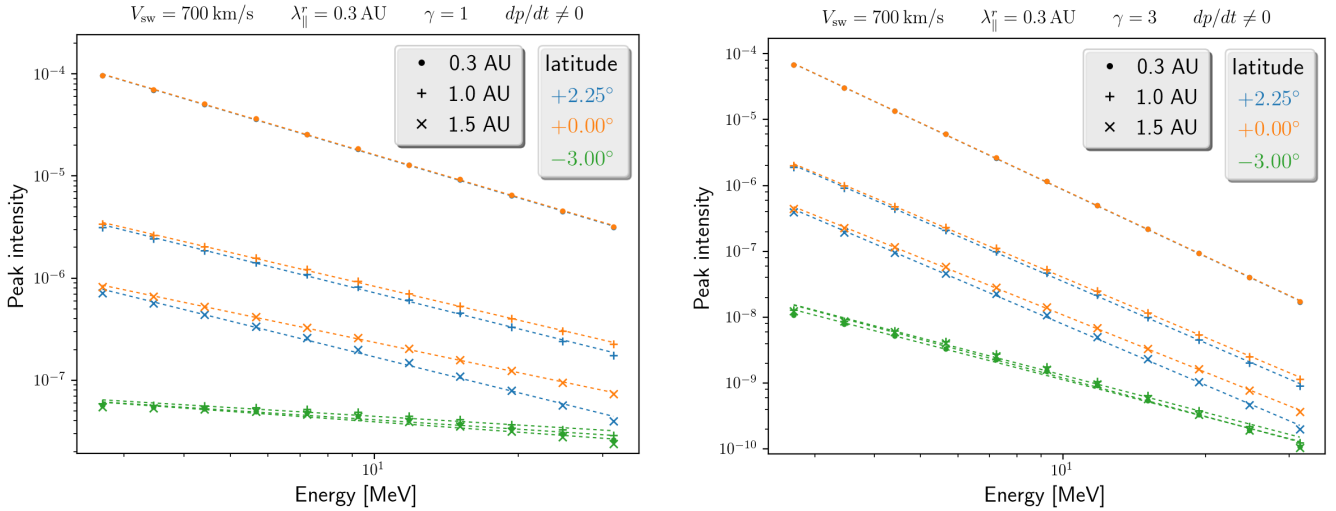 V_sw = 700 km/s λ_∥^r = 0.3 AU γ = 1 dp/dt ≠ 0
0.3 AU
1.0 AU
1.5 AU
latitude
+2.25°
+0.00°
−3.00°
10⁻⁴
10⁻⁵
10⁻⁶
10⁻⁷
Peak intensity
10¹
Energy [MeV]
V_sw = 700 km/s λ_∥^r = 0.3 AU γ = 3 dp/dt ≠ 0
0.3 AU
1.0 AU
1.5 AU
latitude
+2.25°
+0.00°
−3.00°
10⁻⁴
10⁻⁵
10⁻⁶
10⁻⁷
10⁻⁸
10⁻⁹
10⁻¹⁰
Peak intensity
10¹
Energy [MeV]